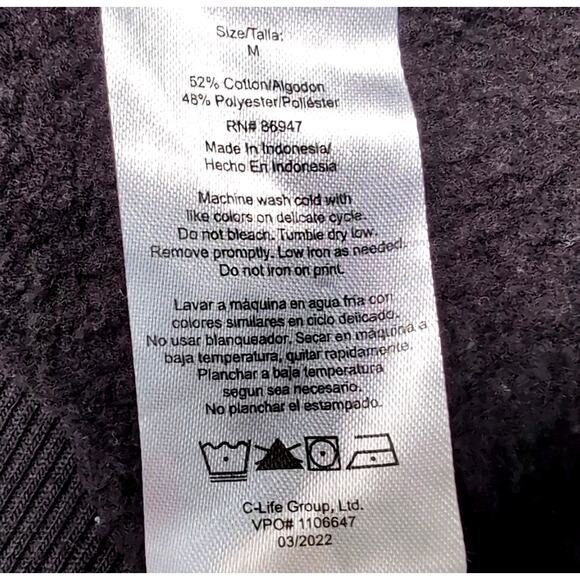 Size/Talla:
M
52% Cotton/Algodon
48% Polyester/Poliéster
RN# 86947
Made In Indonesia/
Hecho En Indonesia
Machine wash cold with
like colors on delicate cycle.
Do not bleach. Tumble dry low.
Remove promptly. Low iron as needed.
Do not iron on print.
Lavar a máquina en agua fria con
colores similares en ciclo delicado.
No usar blanqueador. Secar en máquina a
baja temperatura, quitar rapidamente.
Planchar a baja temperatura
segun sea necesario.
No planchar el estampado.
C-Life Group, Ltd.
VPO# 1106647
03/2022